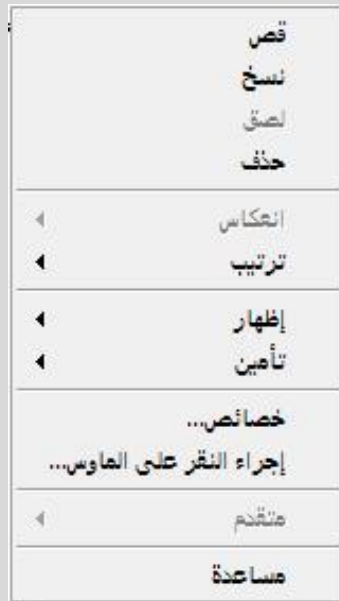 قص
نسخ
لصق
حذف
انعكاس
ترتيب
إظهار
تأمين
خصائص...
إجراء النقر على الماوس...
متقدم
مساعدة